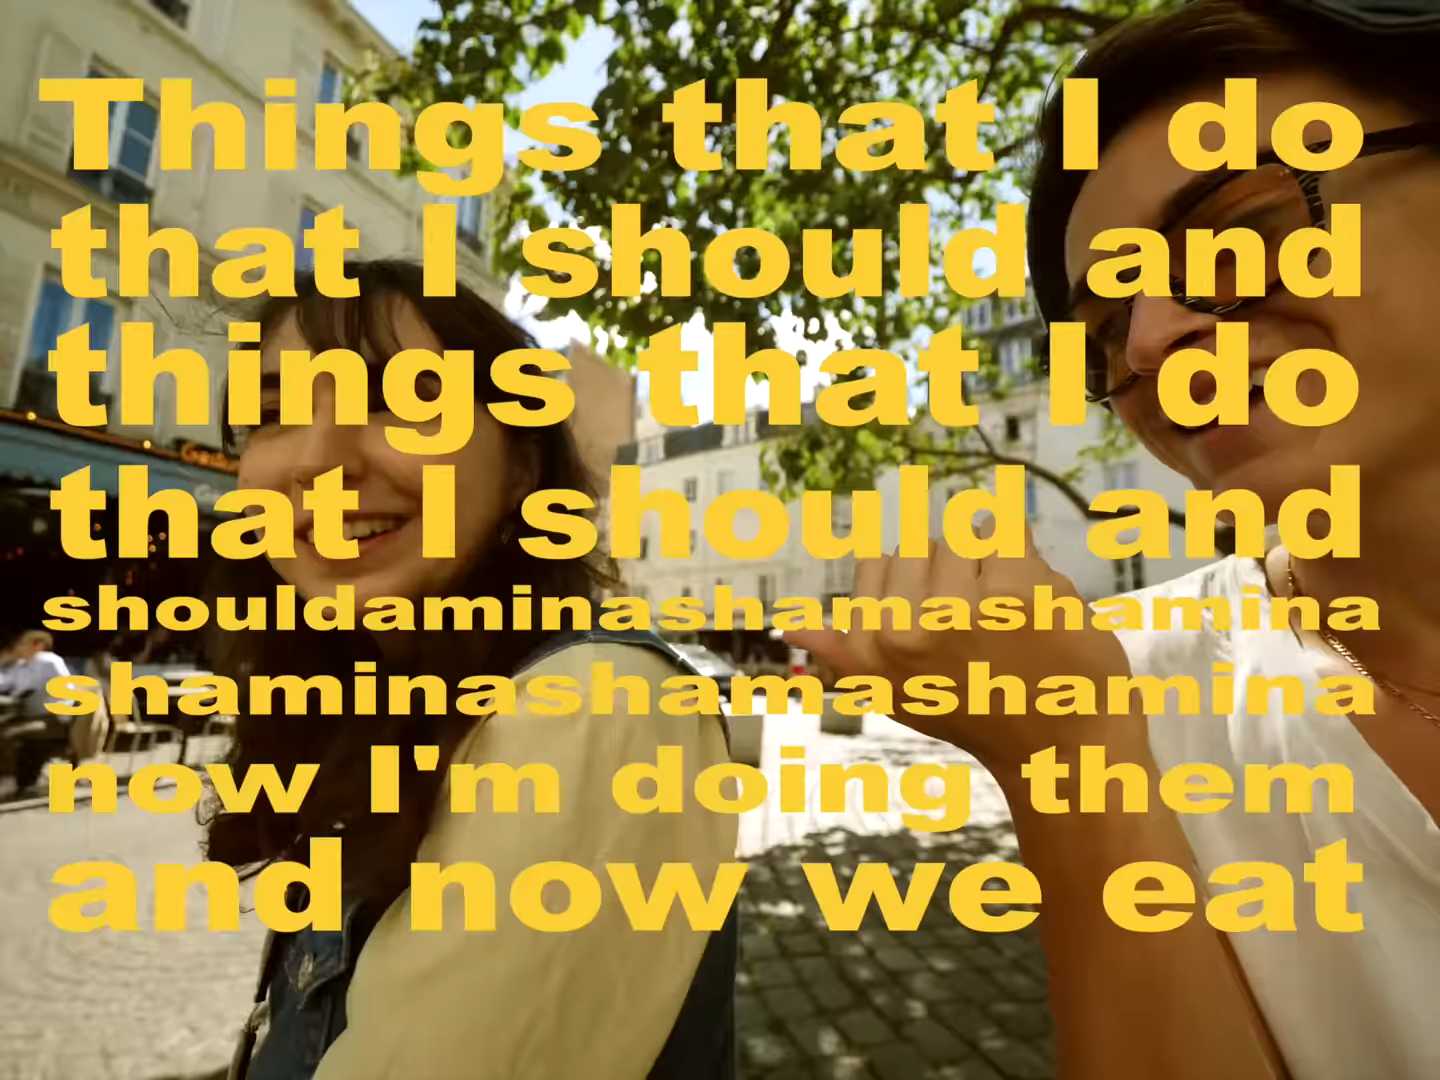 Things that I do
that I should and
things that I do
that I should and
shouldaminashamashamina
shaminashamashamina
now I'm doing them
and now we eat